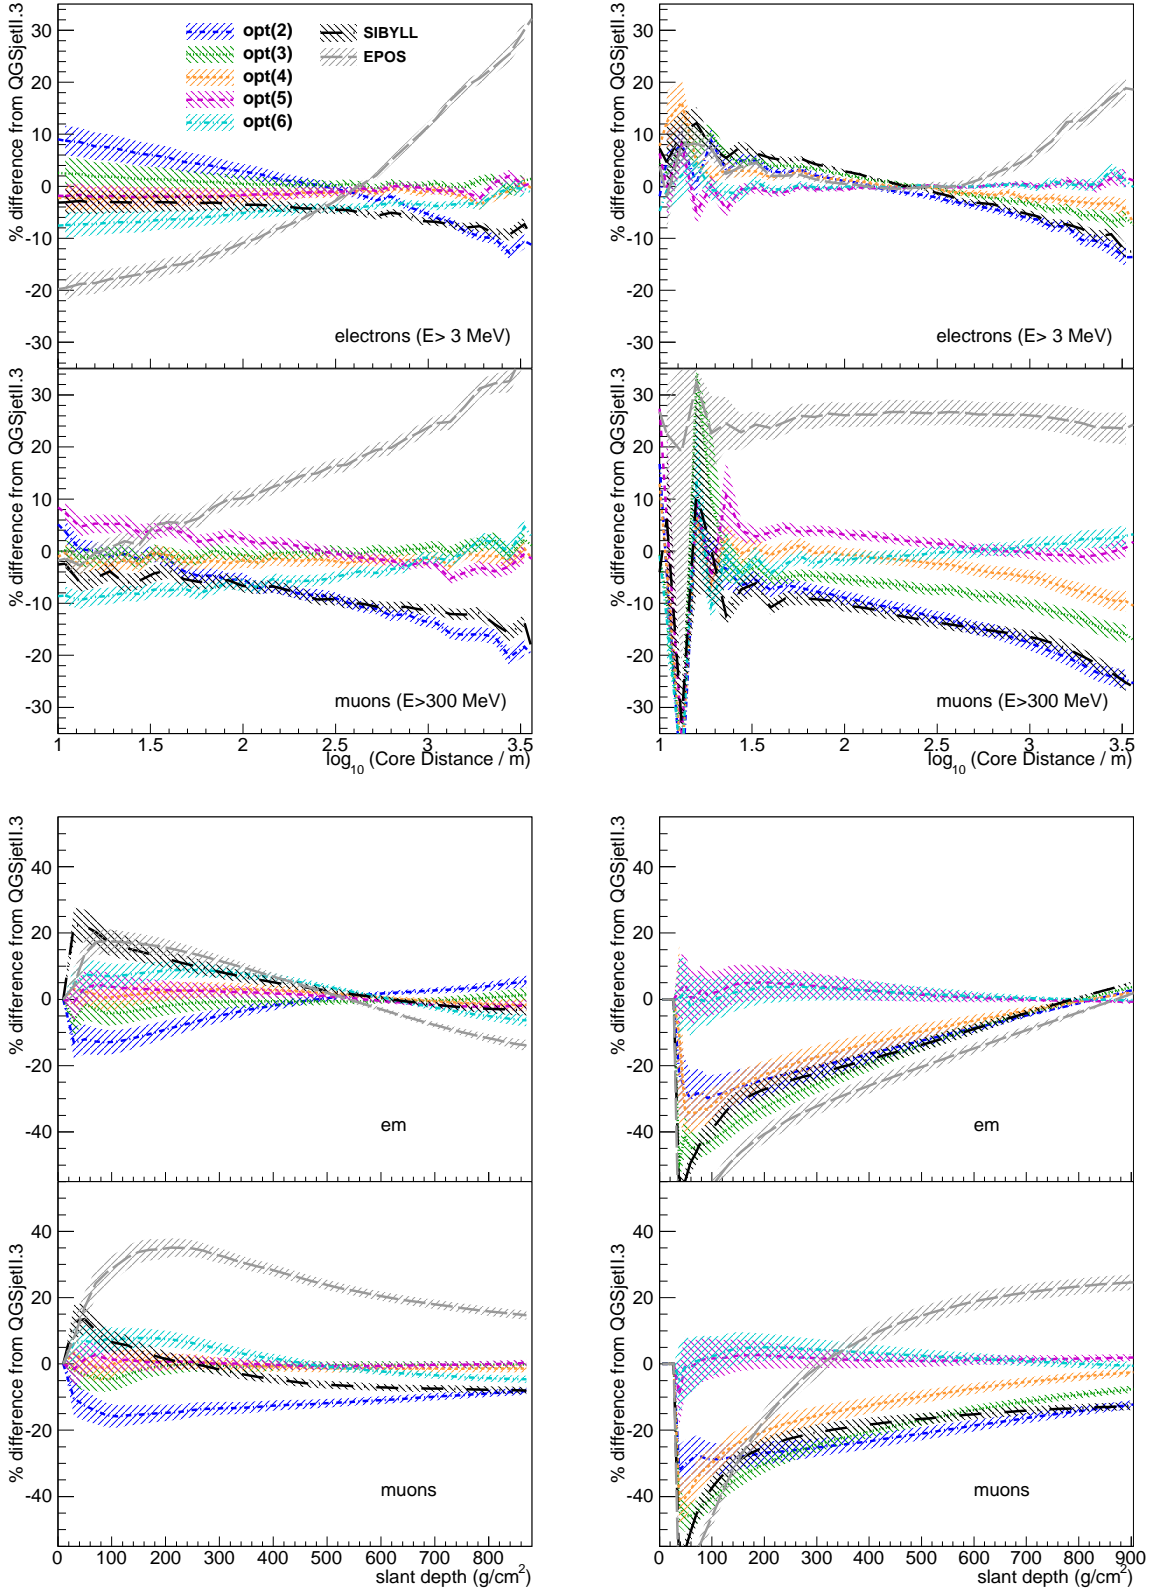 % difference from QGSjetII.3
30
20
10
0
-10
-20
-30
opt(2)
opt(3)
opt(4)
opt(5)
opt(6)
SIBYLL
EPOS
electrons (E> 3 MeV)
% difference from QGSjetII.3
30
20
10
0
-10
-20
-30
electrons (E> 3 MeV)
% difference from QGSjetII.3
30
20
10
0
-10
-20
-30
muons (E>300 MeV)
1 1.5 2 2.5 3 3.5
log10 (Core Distance / m)
% difference from QGSjetII.3
30
20
10
0
-10
-20
-30
muons (E>300 MeV)
1 1.5 2 2.5 3 3.5
log10 (Core Distance / m)
% difference from QGSjetII.3
40
20
0
-20
-40
em
% difference from QGSjetII.3
40
20
0
-20
-40
em
% difference from QGSjetII.3
40
20
0
-20
-40
muons
0 100 200 300 400 500 600 700 800
slant depth (g/cm²)
% difference from QGSjetII.3
40
20
0
-20
-40
muons
0 100 200 300 400 500 600 700 800 900
slant depth (g/cm²)